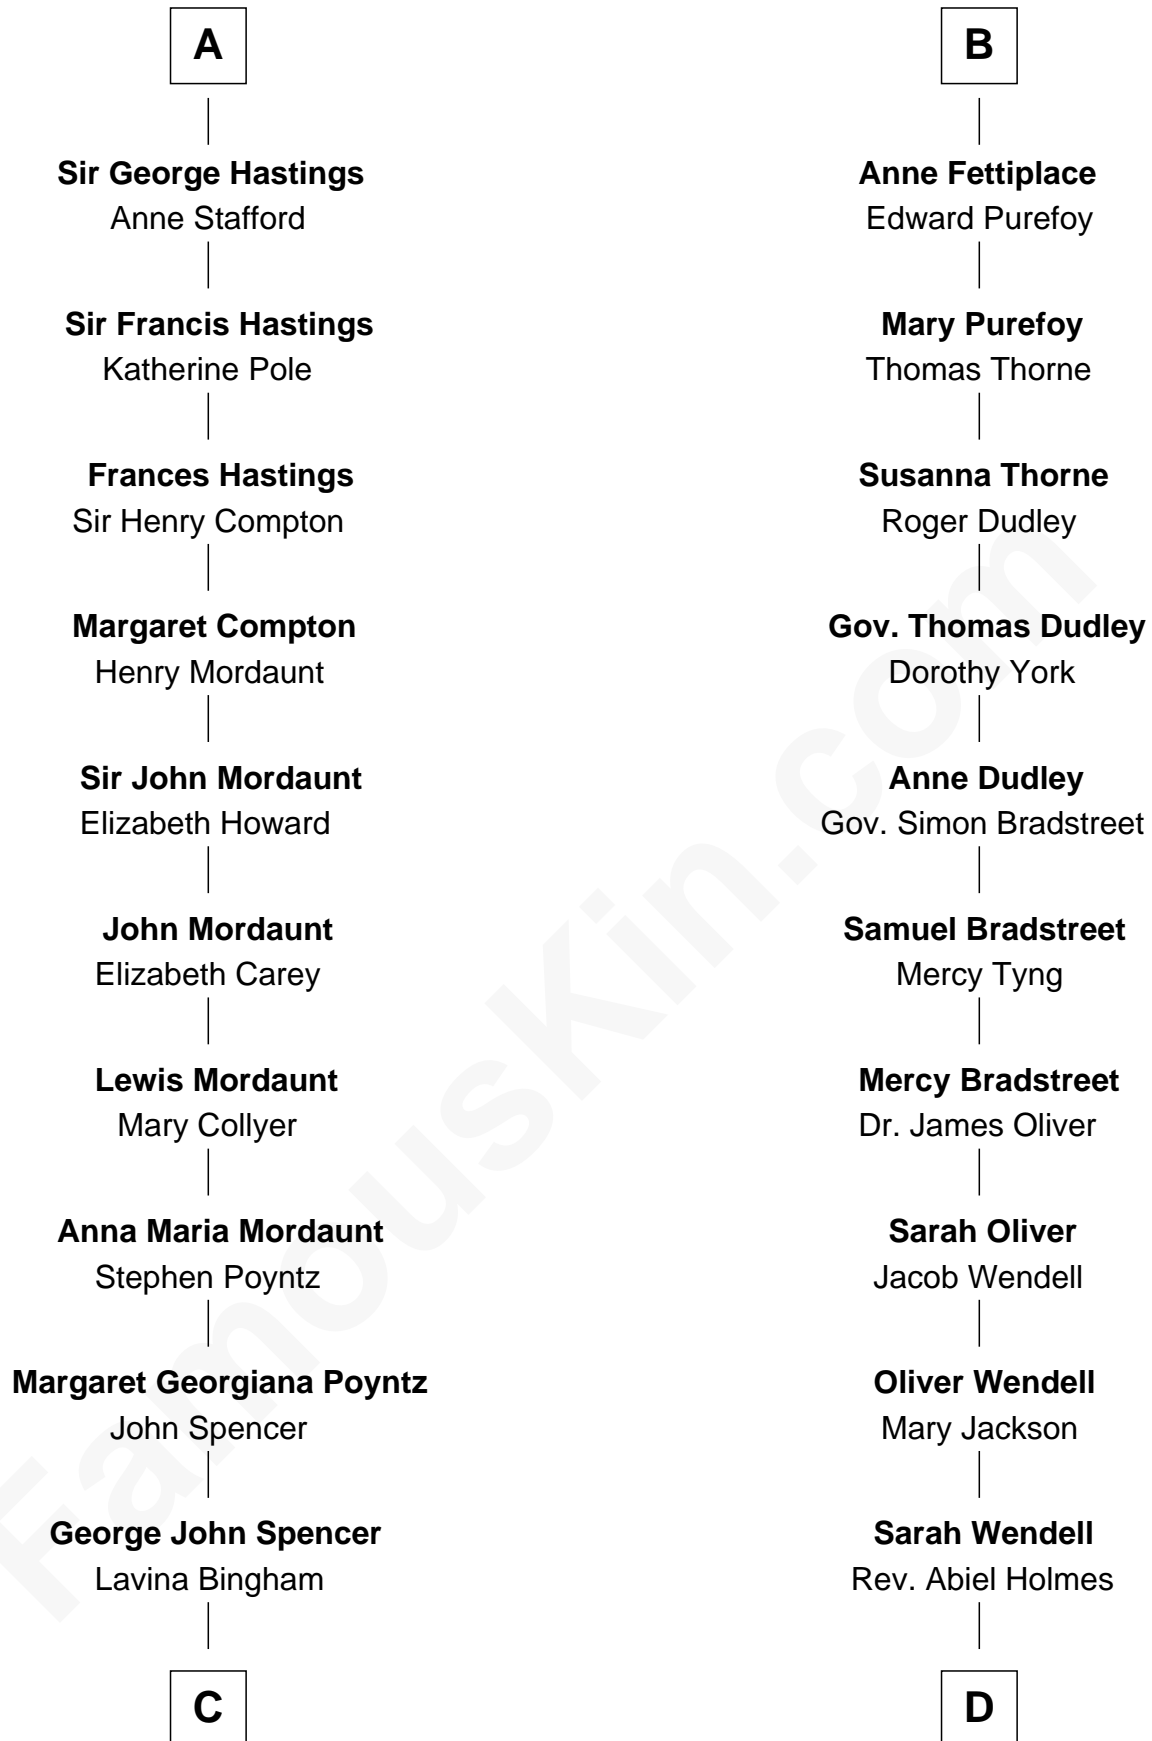 A
Sir George Hastings
Anne Stafford
Sir Francis Hastings
Katherine Pole
Frances Hastings
Sir Henry Compton
Margaret Compton
Henry Mordaunt
Sir John Mordaunt
Elizabeth Howard
John Mordaunt
Elizabeth Carey
Lewis Mordaunt
Mary Collyer
Anna Maria Mordaunt
Stephen Poyntz
Margaret Georgiana Poyntz
John Spencer
George John Spencer
Lavina Bingham
C
B
Anne Fettiplace
Edward Purefoy
Mary Purefoy
Thomas Thorne
Susanna Thorne
Roger Dudley
Gov. Thomas Dudley
Dorothy York
Anne Dudley
Gov. Simon Bradstreet
Samuel Bradstreet
Mercy Tyng
Mercy Bradstreet
Dr. James Oliver
Sarah Oliver
Jacob Wendell
Oliver Wendell
Mary Jackson
Sarah Wendell
Rev. Abiel Holmes
D
FamousKin.com